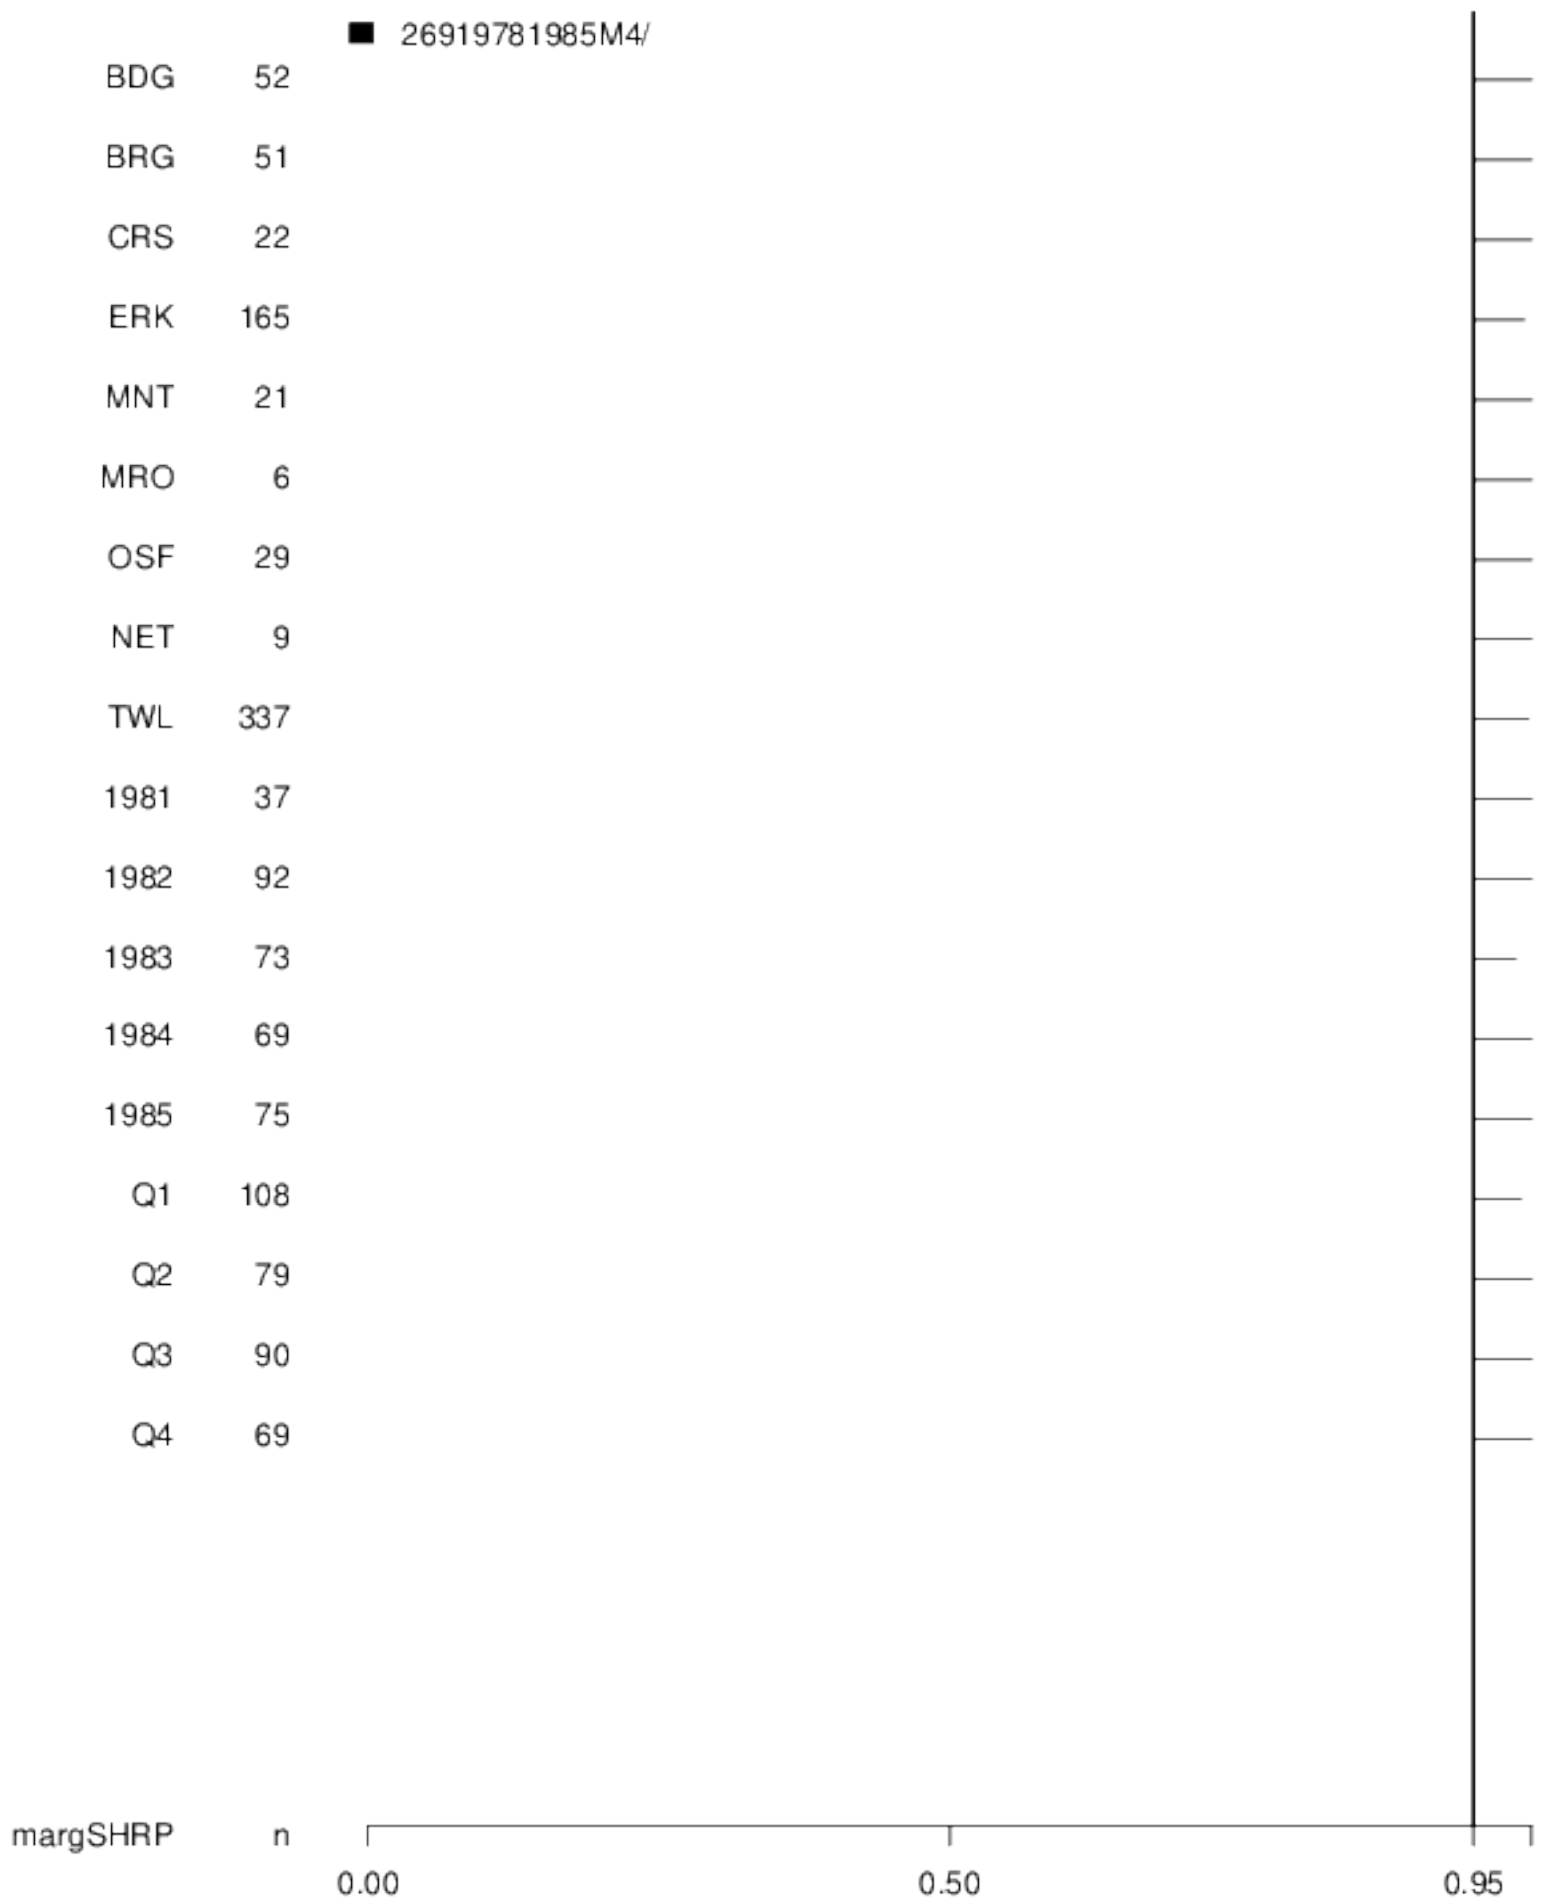 26919781985M4/
BDG 52
BRG 51
CRS 22
ERK 165
MNT 21
MRO 6
OSF 29
NET 9
TWL 337
1981 37
1982 92
1983 73
1984 69
1985 75
Q1 108
Q2 79
Q3 90
Q4 69
margSHRP n
0.00 0.50 0.95